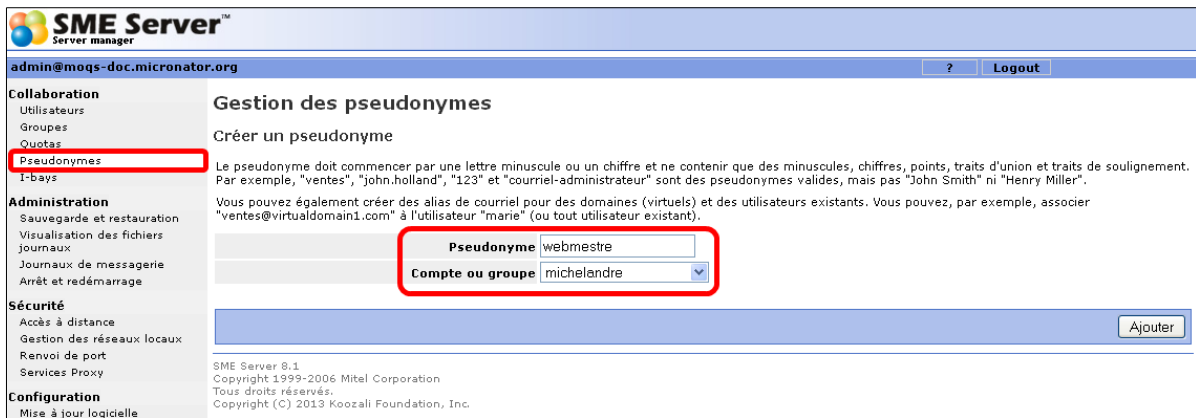 SME Server™
Server manager
admin@moqs-doc.micronator.org
? Logout
Collaboration
Utilisateurs
Groupes
Quotas
Pseudonymes
I-bays
Administration
Sauvegarde et restauration
Visualisation des fichiers
journaux
Journaux de messagerie
Arrêt et redémarrage
Sécurité
Accès à distance
Gestion des réseaux locaux
Renvoi de port
Services Proxy
Configuration
Mise à jour logicielle
Gestion des pseudonymes
Créer un pseudonyme
Le pseudonyme doit commencer par une lettre minuscule ou un chiffre et ne contenir que des minuscules, chiffres, points, traits d'union et traits de soulignement.
Par exemple, "ventes", "john.holland", "123" et "courriel-administrateur" sont des pseudonymes valides, mais pas "John Smith" ni "Henry Miller".
Vous pouvez également créer des alias de courriel pour des domaines (virtuels) et des utilisateurs existants. Vous pouvez, par exemple, associer
"ventes@virtualdomain1.com" à l'utilisateur "marie" (ou tout utilisateur existant).
Pseudonyme webmestre
Compte ou groupe michelandre
Ajouter
SME Server 8.1
Copyright 1999-2006 Mitel Corporation
Tous droits réservés.
Copyright (C) 2013 Koozali Foundation, Inc.